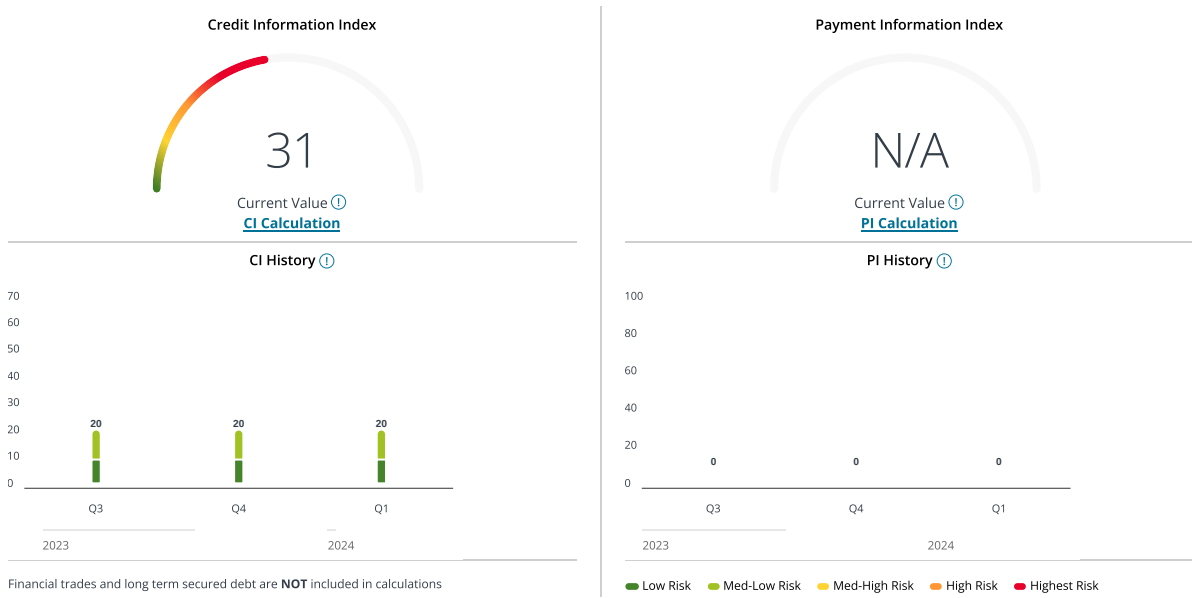 Credit Information Index
31
Current Value
CI Calculation
CI History
70
60
50
40
30
20
10
0
20
20
20
Q3
Q4
Q1
2023
2024
Financial trades and long term secured debt are NOT included in calculations
Payment Information Index
N/A
Current Value
PI Calculation
PI History
100
80
60
40
20
0
0
0
0
Q3
Q4
Q1
2023
2024
Low Risk
Med-Low Risk
Med-High Risk
High Risk
Highest Risk